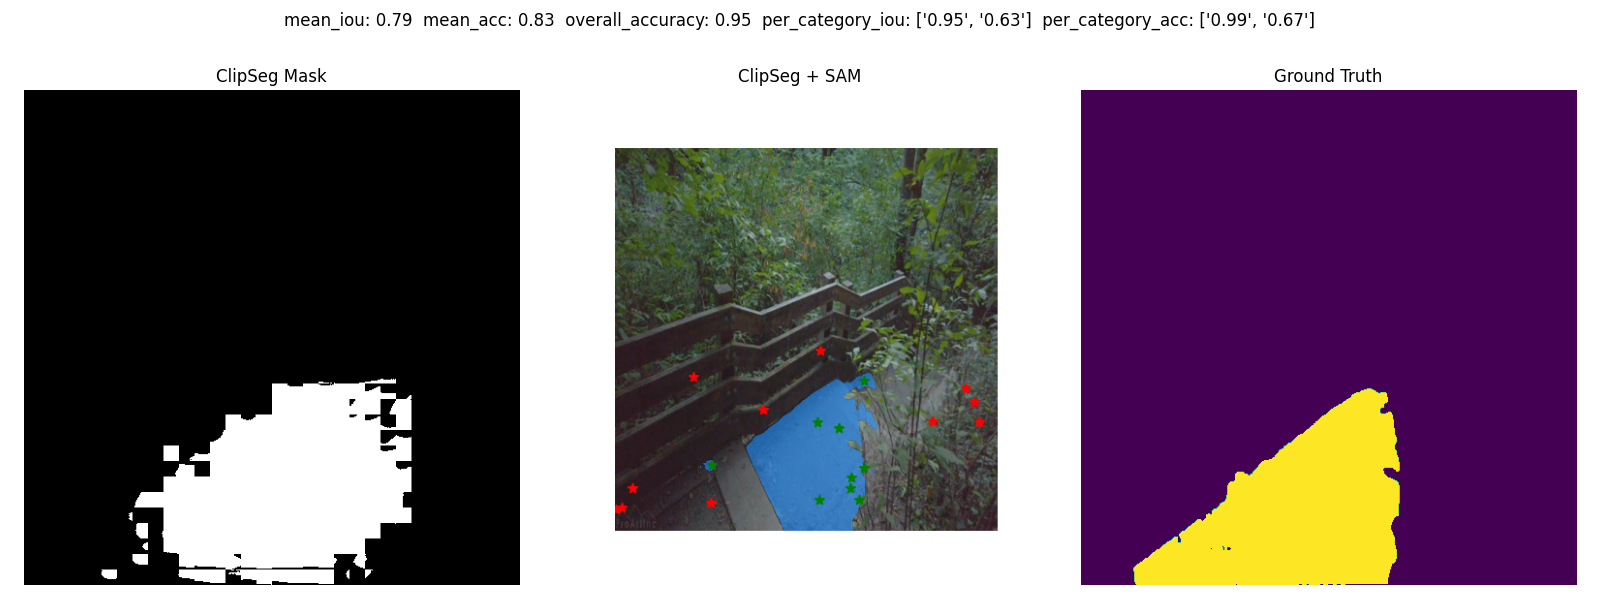 mean_iou: 0.79  mean_acc: 0.83  overall_accuracy: 0.95  per_category_iou: ['0.95', '0.63']  per_category_acc: ['0.99', '0.67']
ClipSeg Mask
ClipSeg + SAM
Ground Truth